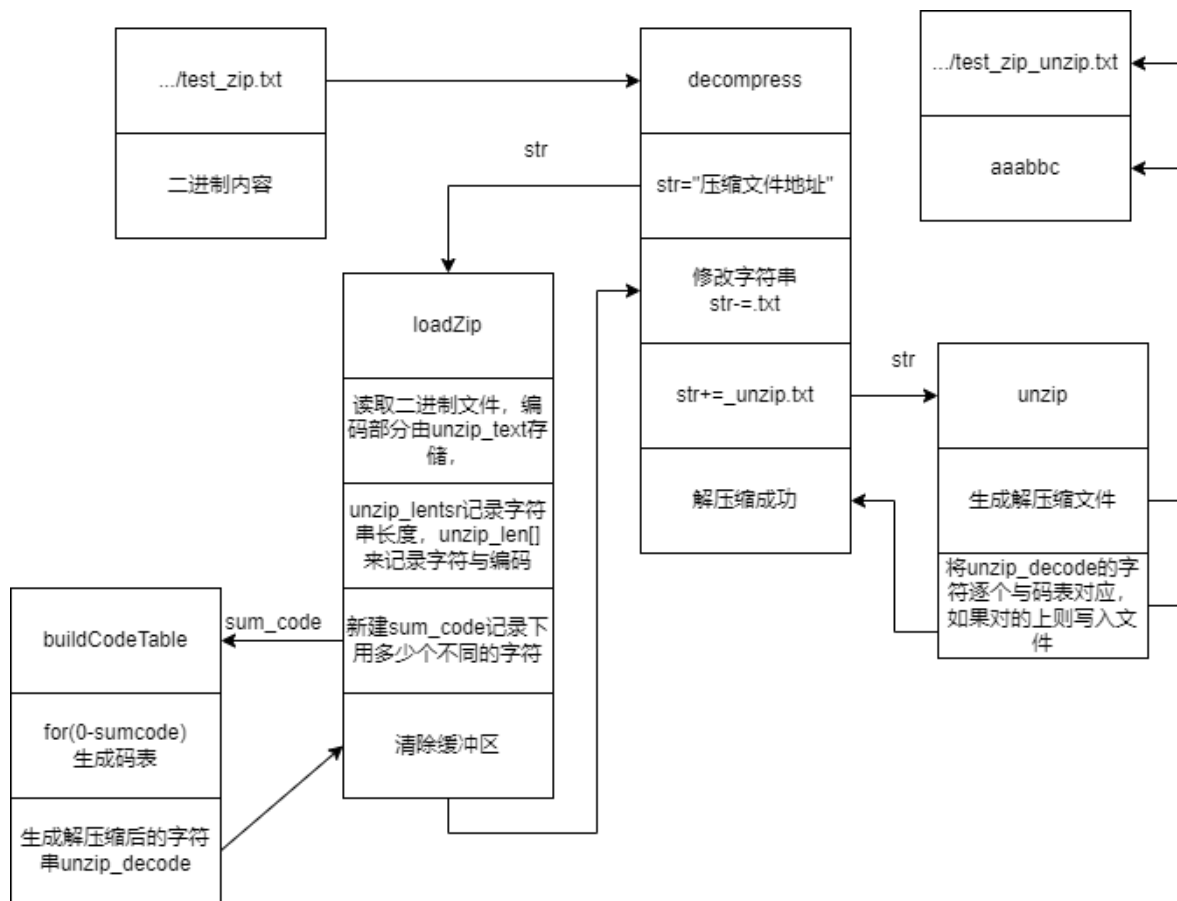 .../test_zip.txt
二进制内容
str
decompress
str="压缩文件地址"
修改字符串
str-=.txt
str+=_unzip.txt
解压缩成功
.../test_zip_unzip.txt
aaabbc
loadZip
读取二进制文件，编
码部分由unzip_text存
储，
unzip_lentsr记录字符
串长度，unzip_len[]
来记录字符与编码
新建sum_code记录下
用多少个不同的字符
清除缓冲区
sum_code
buildCodeTable
for(0-sumcode)
生成码表
生成解压缩后的字符
串unzip_decode
str
unzip
生成解压缩文件
将unzip_decode的字
符逐个与码表对应，
如果对的上则写入文
件